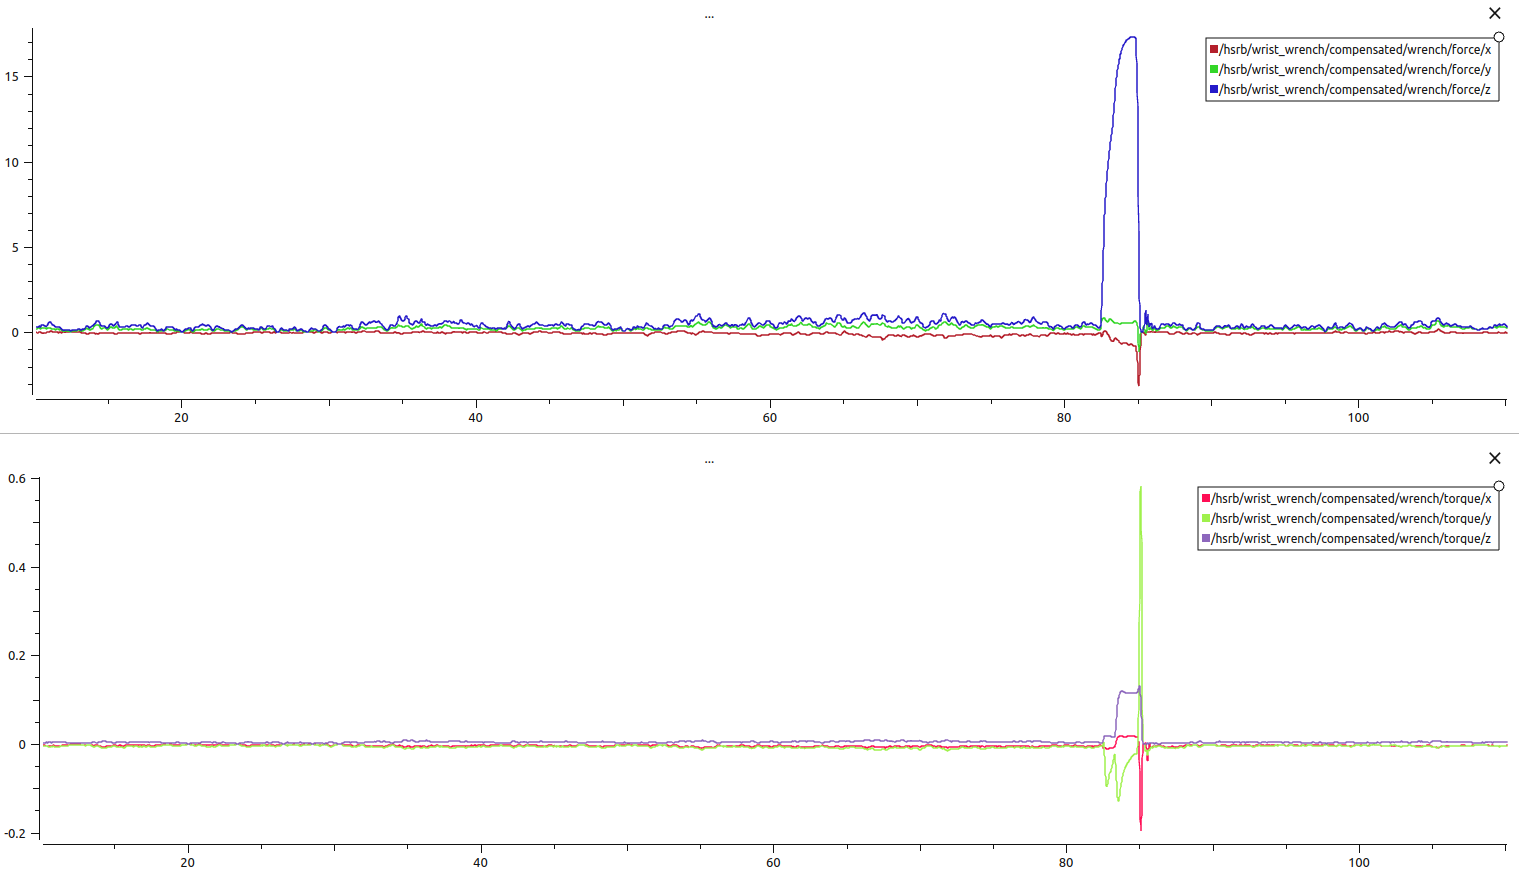 ...
/hsrb/wrist_wrench/compensated/wrench/force/x
/hsrb/wrist_wrench/compensated/wrench/force/y
/hsrb/wrist_wrench/compensated/wrench/force/z
15
10
5
0
20 40 60 80 100
...
/hsrb/wrist_wrench/compensated/wrench/torque/x
/hsrb/wrist_wrench/compensated/wrench/torque/y
/hsrb/wrist_wrench/compensated/wrench/torque/z
0.6
0.4
0.2
0
-0.2
20 40 60 80 100